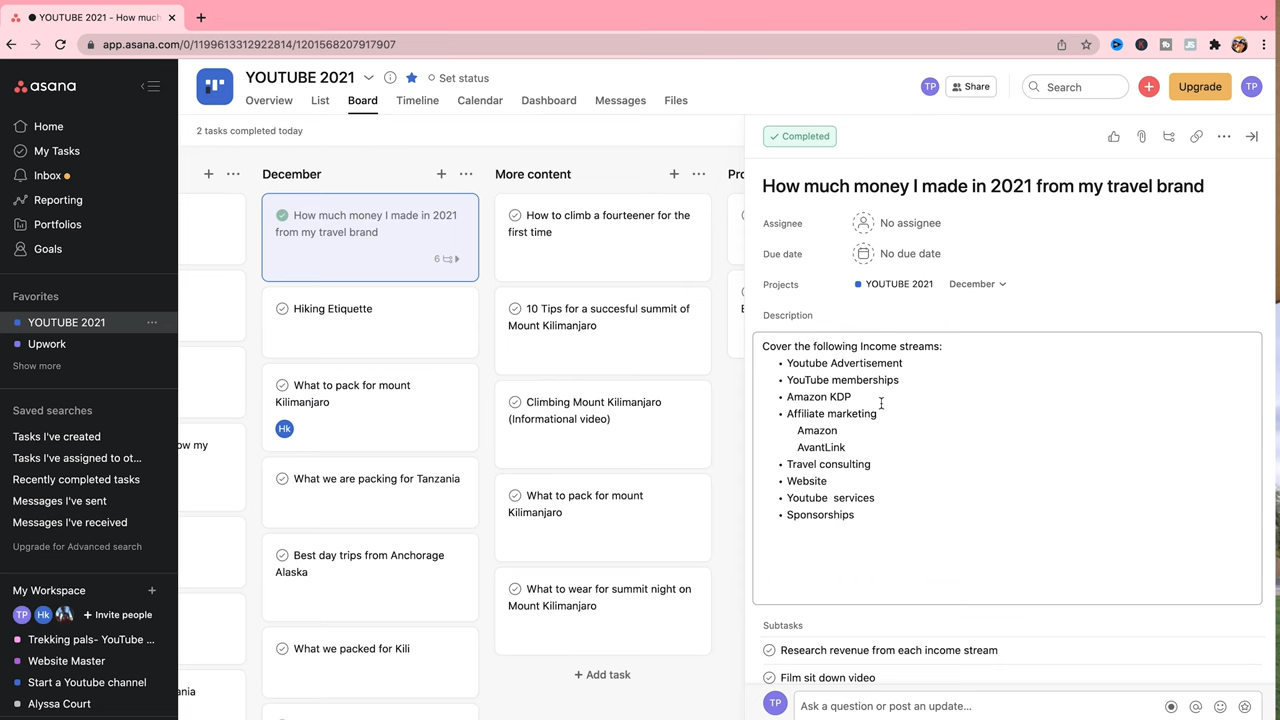 YOUTUBE 2021 - How much
app.asana.com/0/1199613312922814/1201568207917907
asana
Home
My Tasks
Inbox
Reporting
Portfolios
Goals
Favorites
YOUTUBE 2021
Upwork
Show more
Saved searches
Tasks I've created
Tasks I've assigned to ot...
Recently completed tasks
Messages I've sent
Messages I've received
Upgrade for Advanced search
My Workspace
TP Hk Invite people
Trekking pals- YouTube ...
Website Master
Start a Youtube channel
Alyssa Court
YOUTUBE 2021
Set status
Overview List Board Timeline Calendar Dashboard Messages Files
TP Share Search Upgrade TP
2 tasks completed today
ow my
ania
December
How much money I made in 2021
from my travel brand
6
Hiking Etiquette
What to pack for mount
Kilimanjaro
Hk
What we are packing for Tanzania
Best day trips from Anchorage
Alaska
What we packed for Kili
More content
How to climb a fourteener for the
first time
10 Tips for a succesful summit of
Mount Kilimanjaro
Climbing Mount Kilimanjaro
(Informational video)
What to pack for mount
Kilimanjaro
What to wear for summit night on
Mount Kilimanjaro
+ Add task
Pro
Completed
How much money I made in 2021 from my travel brand
Assignee No assignee
Due date No due date
Projects YOUTUBE 2021 December
Description
Cover the following Income streams:
• Youtube Advertisement
• YouTube memberships
• Amazon KDP
• Affiliate marketing
Amazon
AvantLink
• Travel consulting
• Website
• Youtube services
• Sponsorships
Subtasks
Research revenue from each income stream
Film sit down video
TP Ask a question or post an update...